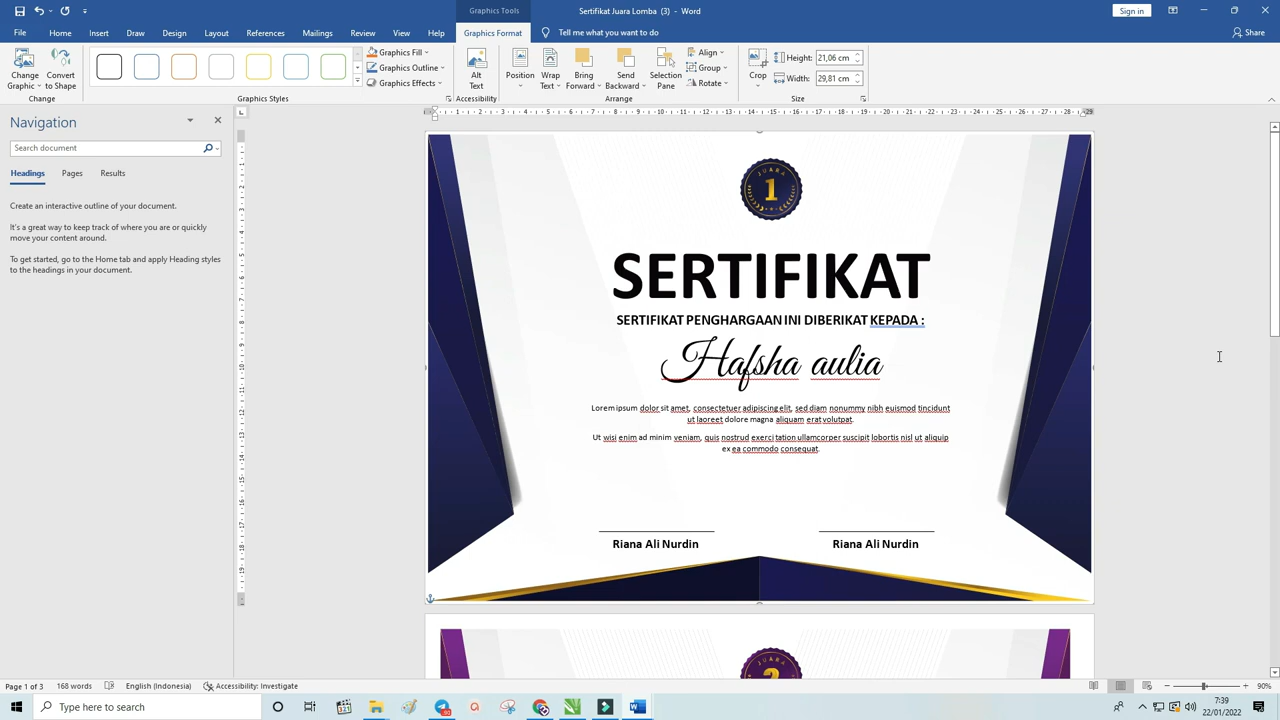 Graphics Tools
Sertifikat Juara (3) - Word
Sign in
File Home Insert Draw Design Layout References Mailings Review View Help Graphics Format Tell me what you want to do Share
Change Graphic
Convert to Shape
Change
Graphics Styles
Graphics Fill
Graphics Outline
Graphics Effects
Alt Text
Accessibility
Position
Wrap Text
Bring Forward
Send Backward
Selection Pane
Align
Group
Rotate
Arrange
Crop
Height: 21,06 cm
Width: 29,81 cm
Size
Navigation
Search document
Headings Pages Results
Create an interactive outline of your document.
It's a great way to keep track of where you are or quickly
move your content around.
To get started, go to the Home tab and apply Heading styles
to the headings in your document.
JUARA
1
SERTIFIKAT
SERTIFIKAT PENGHARGAAN INI DIBERIKAT KEPADA :
Hafsha aulia
Lorem ipsum dolor sit amet, consectetuer adipiscing elit, sed diam nonummy nibh euismod tincidunt
ut laoreet dolore magna aliquam erat volutpat.
Ut wisi enim ad minim veniam, quis nostrud exerci tation ullamcorper suscipit lobortis nisl ut aliquip
ex ea commodo consequat.
Riana Ali Nurdin Riana Ali Nurdin
JUARA
Page 1 of 3 168 words English (Indonesia) Accessibility: Investigate 90%
Type here to search
7:39
22/01/2022